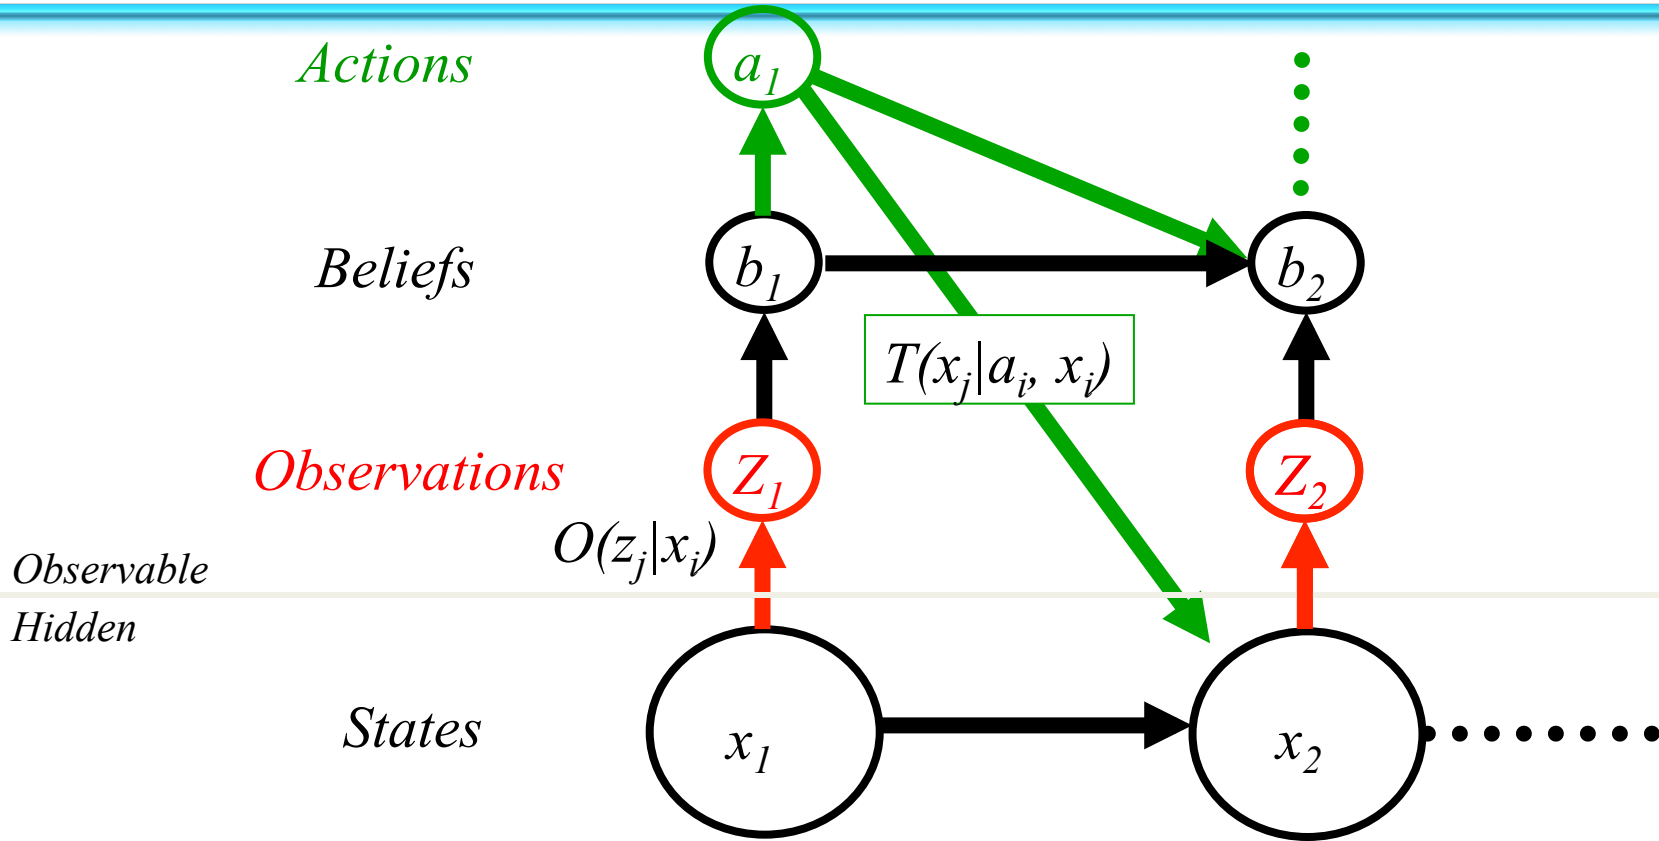 Actions
a1
Beliefs
b1
b2
T(xj|ai, xi)
Observations
Z1
Z2
O(zj|xi)
Observable
Hidden
States
x1
x2